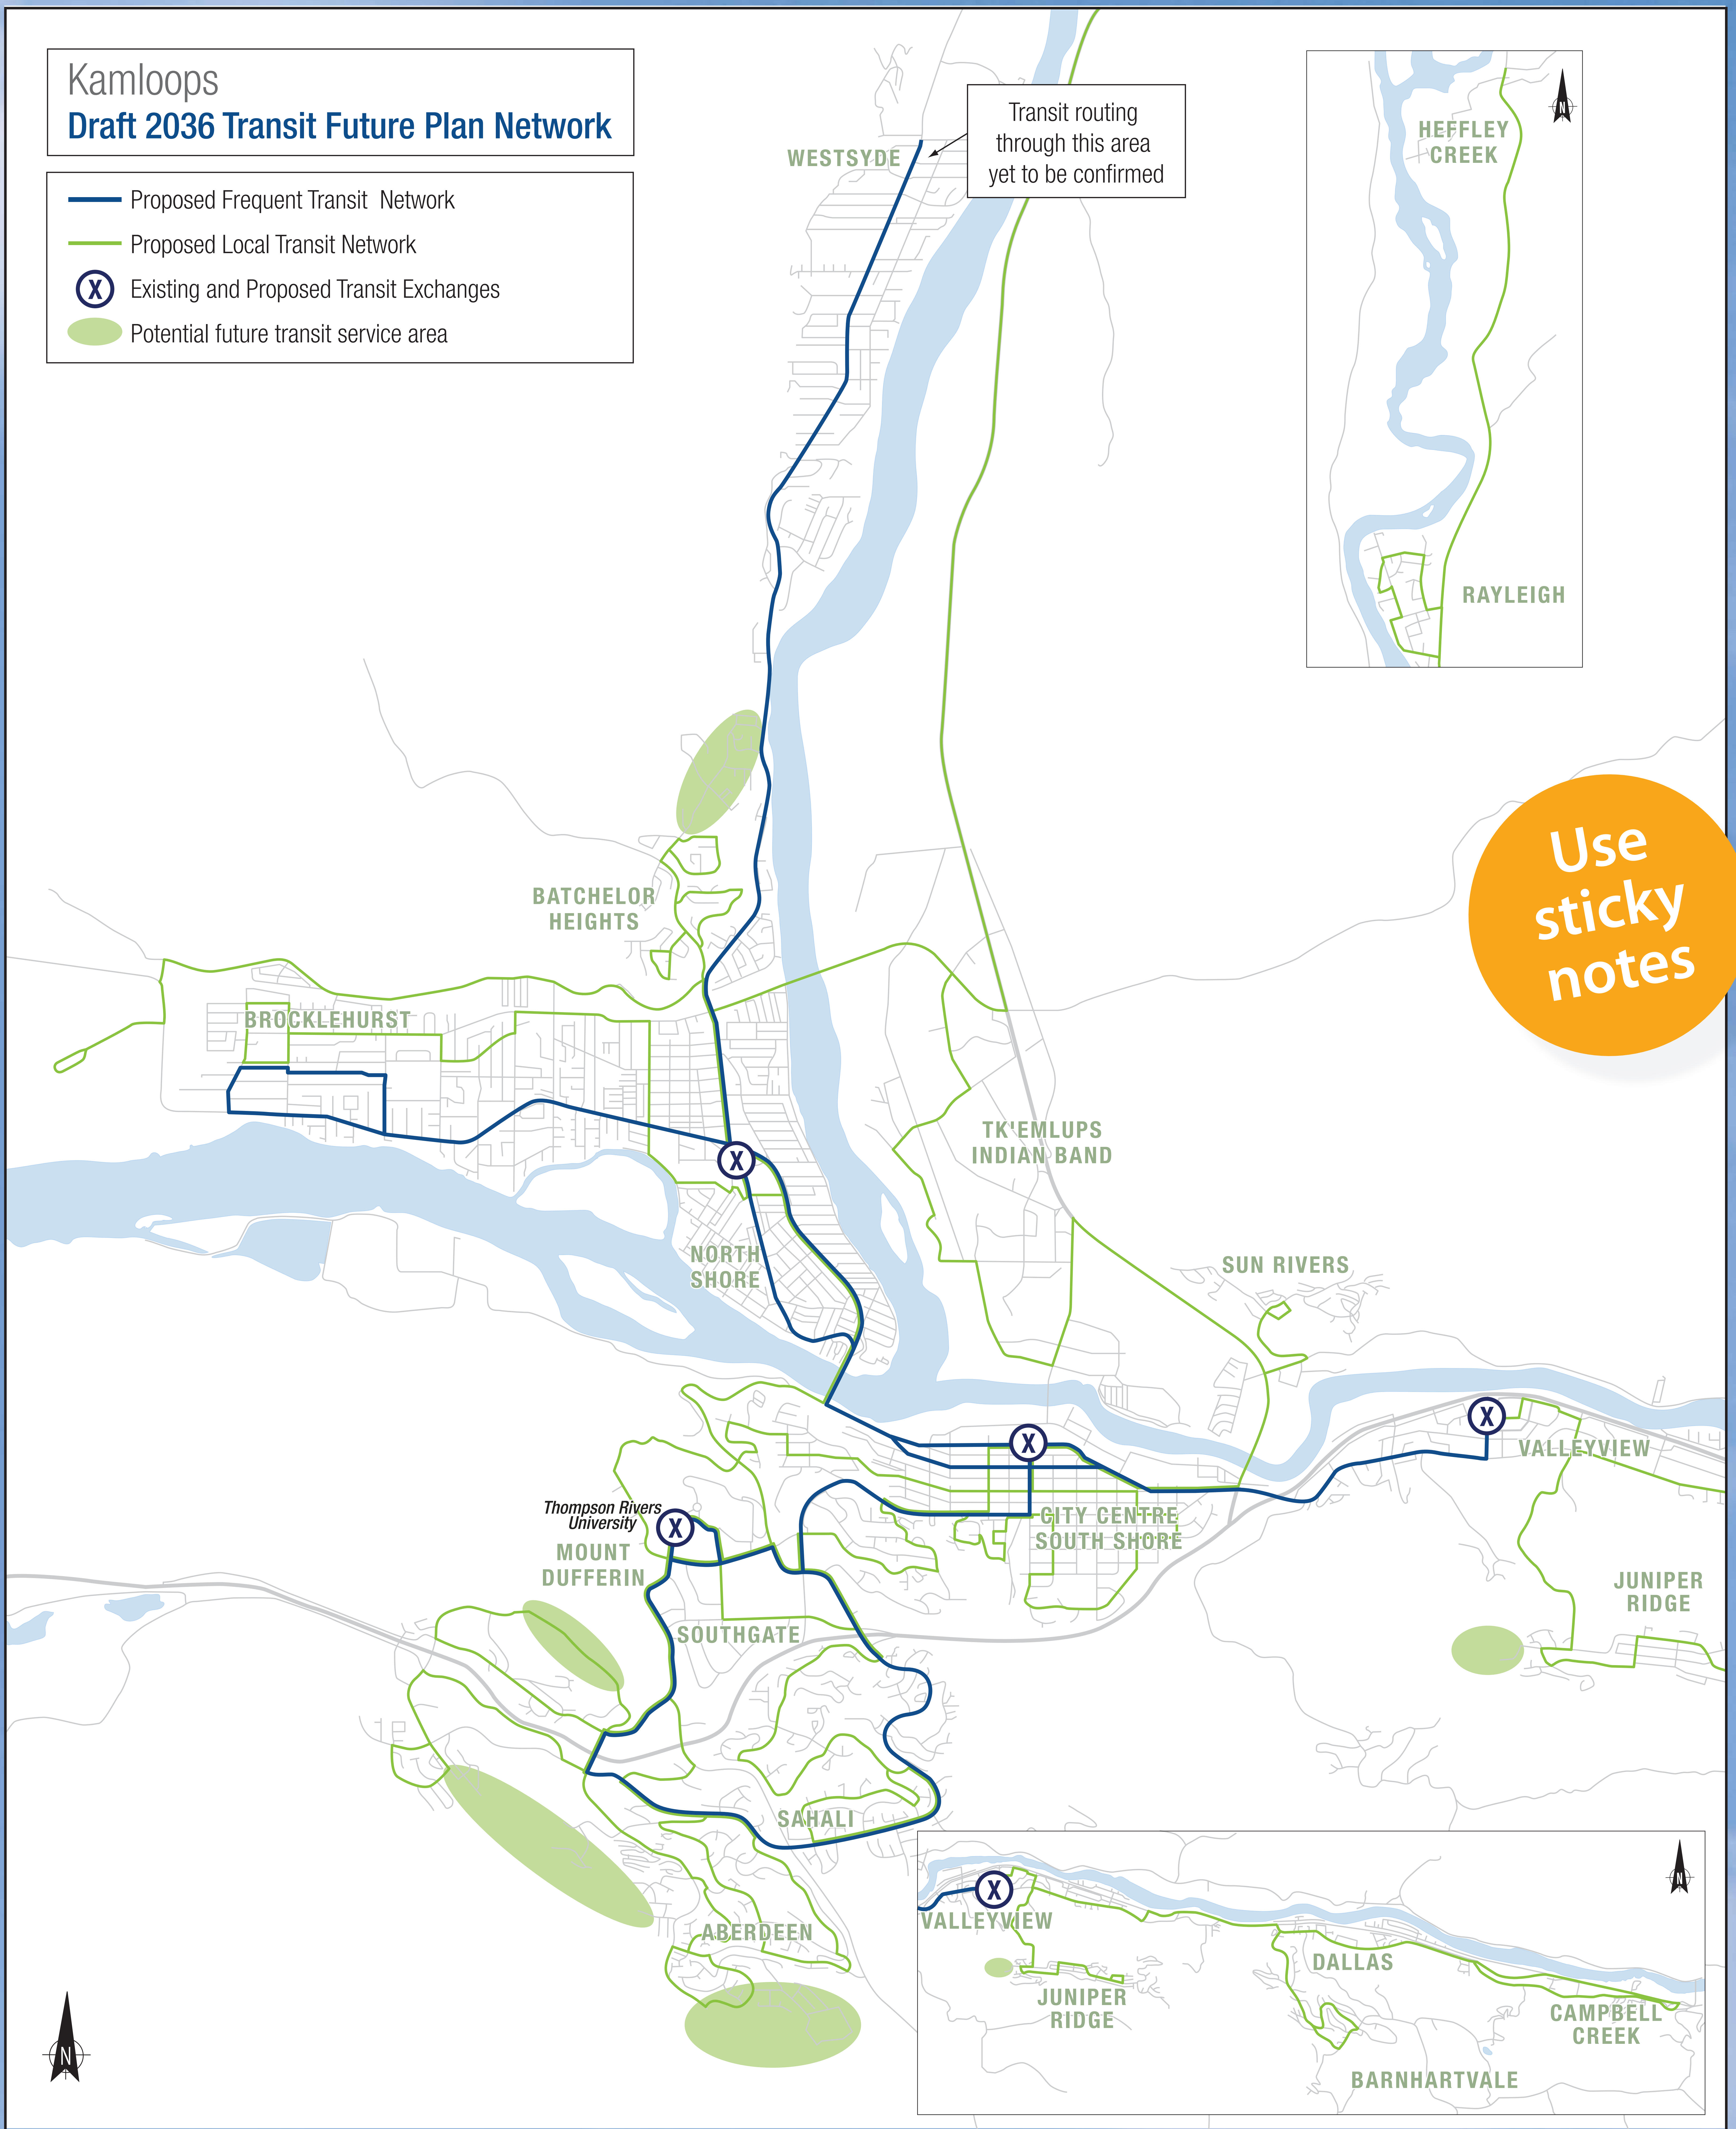 Kamloops
Draft 2036 Transit Future Plan Network
Proposed Frequent Transit Network
Proposed Local Transit Network
X Existing and Proposed Transit Exchanges
Potential future transit service area
WESTSYDE
Transit routing
through this area
yet to be confirmed
N
HEFFLEY
CREEK
RAYLEIGH
Use
sticky
notes
BATCHELOR
HEIGHTS
BROCKLEHURST
TK'EMLUPS
INDIAN BAND
X
NORTH
SHORE
SUN RIVERS
X
X
VALLEYVIEW
Thompson Rivers
University
X
CITY CENTRE
SOUTH SHORE
MOUNT
DUFFERIN
JUNIPER
RIDGE
SOUTHGATE
SAHALI
ABERDEEN
N
X
VALLEYVIEW
N
DALLAS
JUNIPER
RIDGE
CAMPBELL
CREEK
BARNHARTVALE